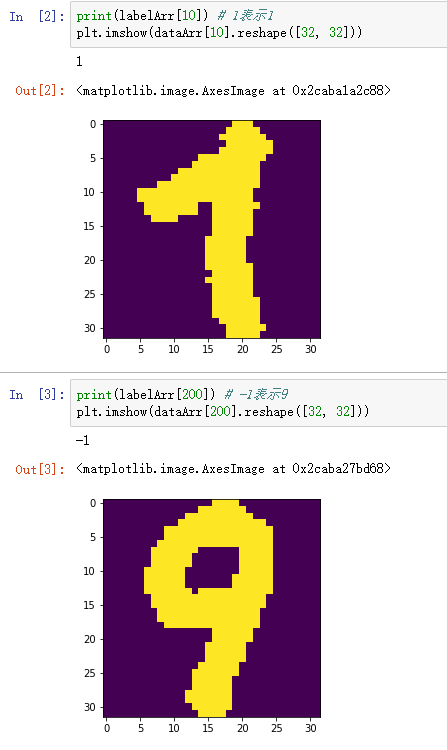 In [2]: print(labelArr[10]) # 1表示1
plt.imshow(dataArr[10].reshape([32, 32]))
1
Out[2]: <matplotlib.image.AxesImage at 0x2caba1a2c88>
0
5
10
15
20
25
30
0 5 10 15 20 25 30
In [3]: print(labelArr[200]) # -1表示9
plt.imshow(dataArr[200].reshape([32, 32]))
-1
Out[3]: <matplotlib.image.AxesImage at 0x2caba27bd68>
0
5
10
15
20
25
30
0 5 10 15 20 25 30